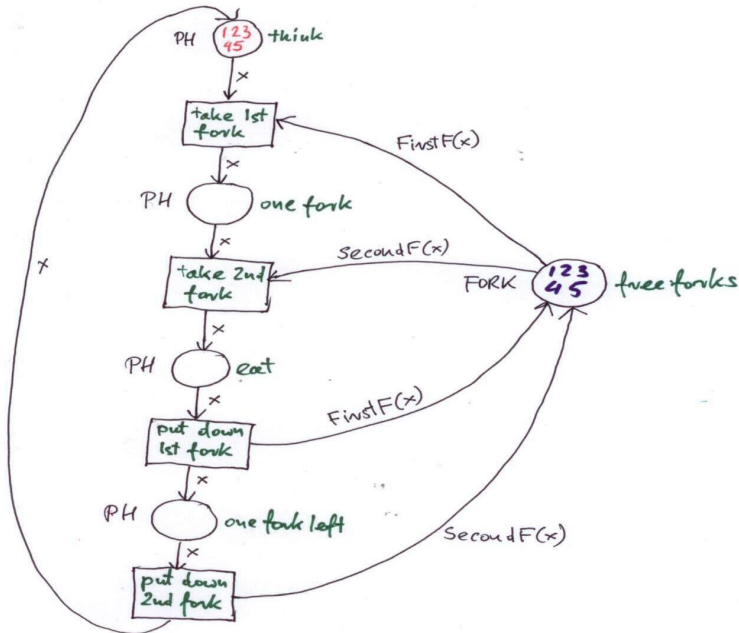 PH
123
45
think
x
take 1st
fork
FirstF(x)
x
PH
one fork
x
SecondF(x)
take 2nd
fork
x
FORK
123
45
free forks
x
PH
eat
x
FirstF(x)
put down
1st fork
x
PH
one fork left
x
SecondF(x)
put down
2nd fork